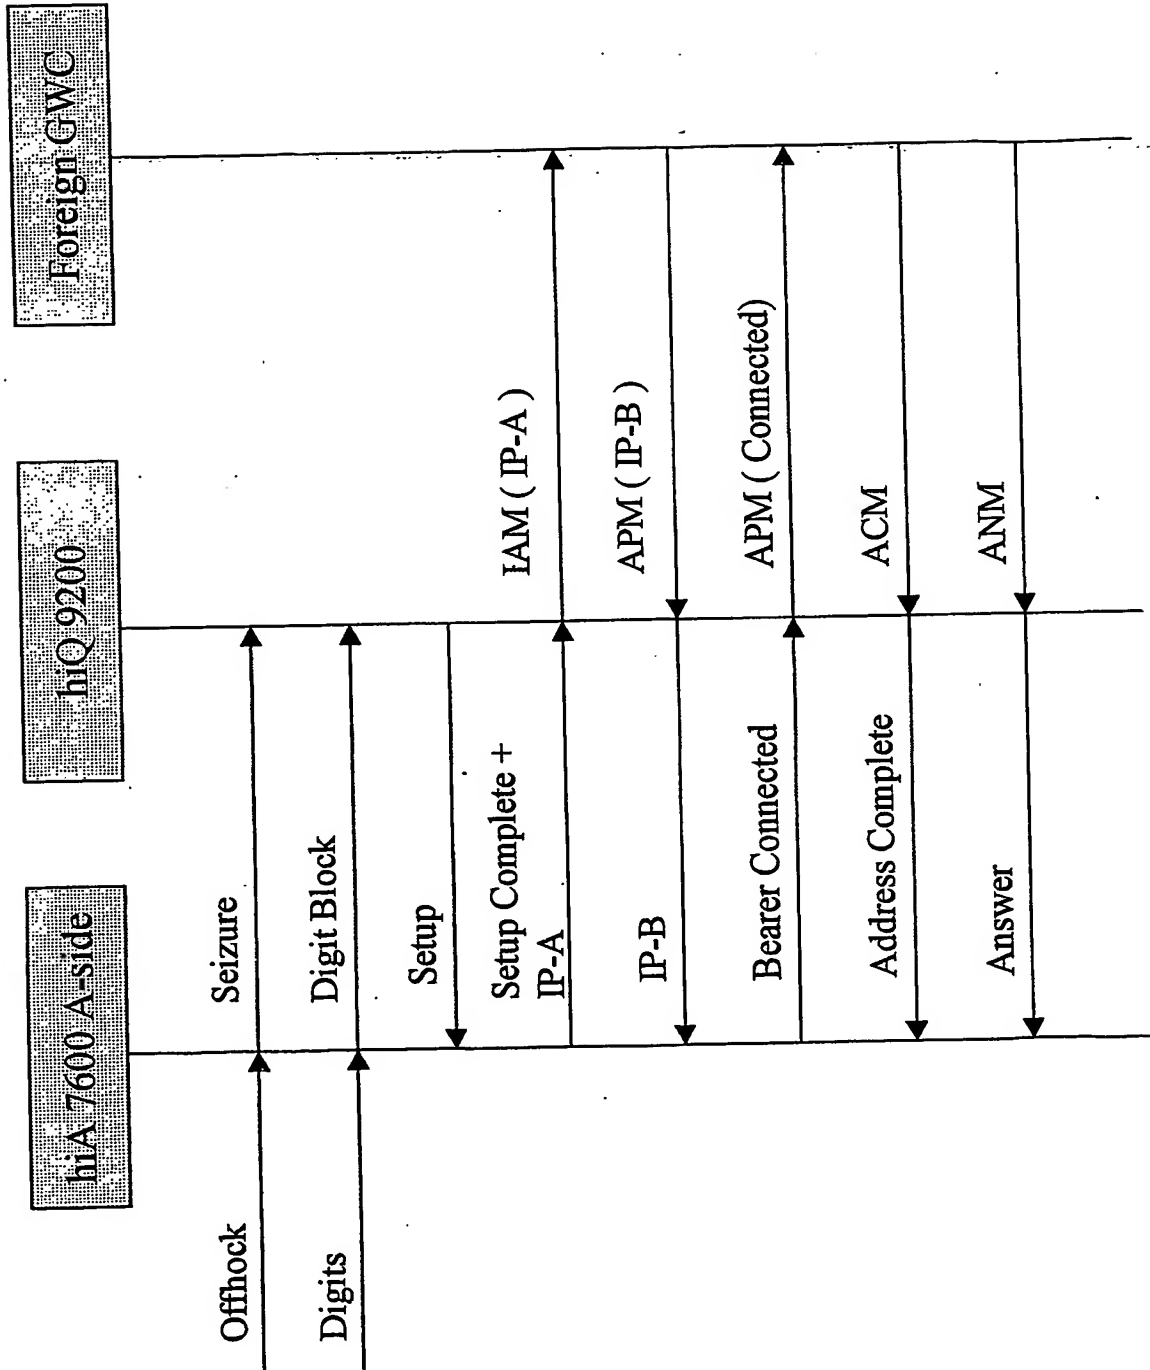 hiA 7600 A-side
hiQ 9200
Foreign GWC
Offhock
Seizure
Digits
Digit Block
Setup
Setup Complete +
IP-A
IAM ( IP-A )
IP-B
APM ( IP-B )
Bearer Connected
APM ( Connected)
Address Complete
ACM
Answer
ANM